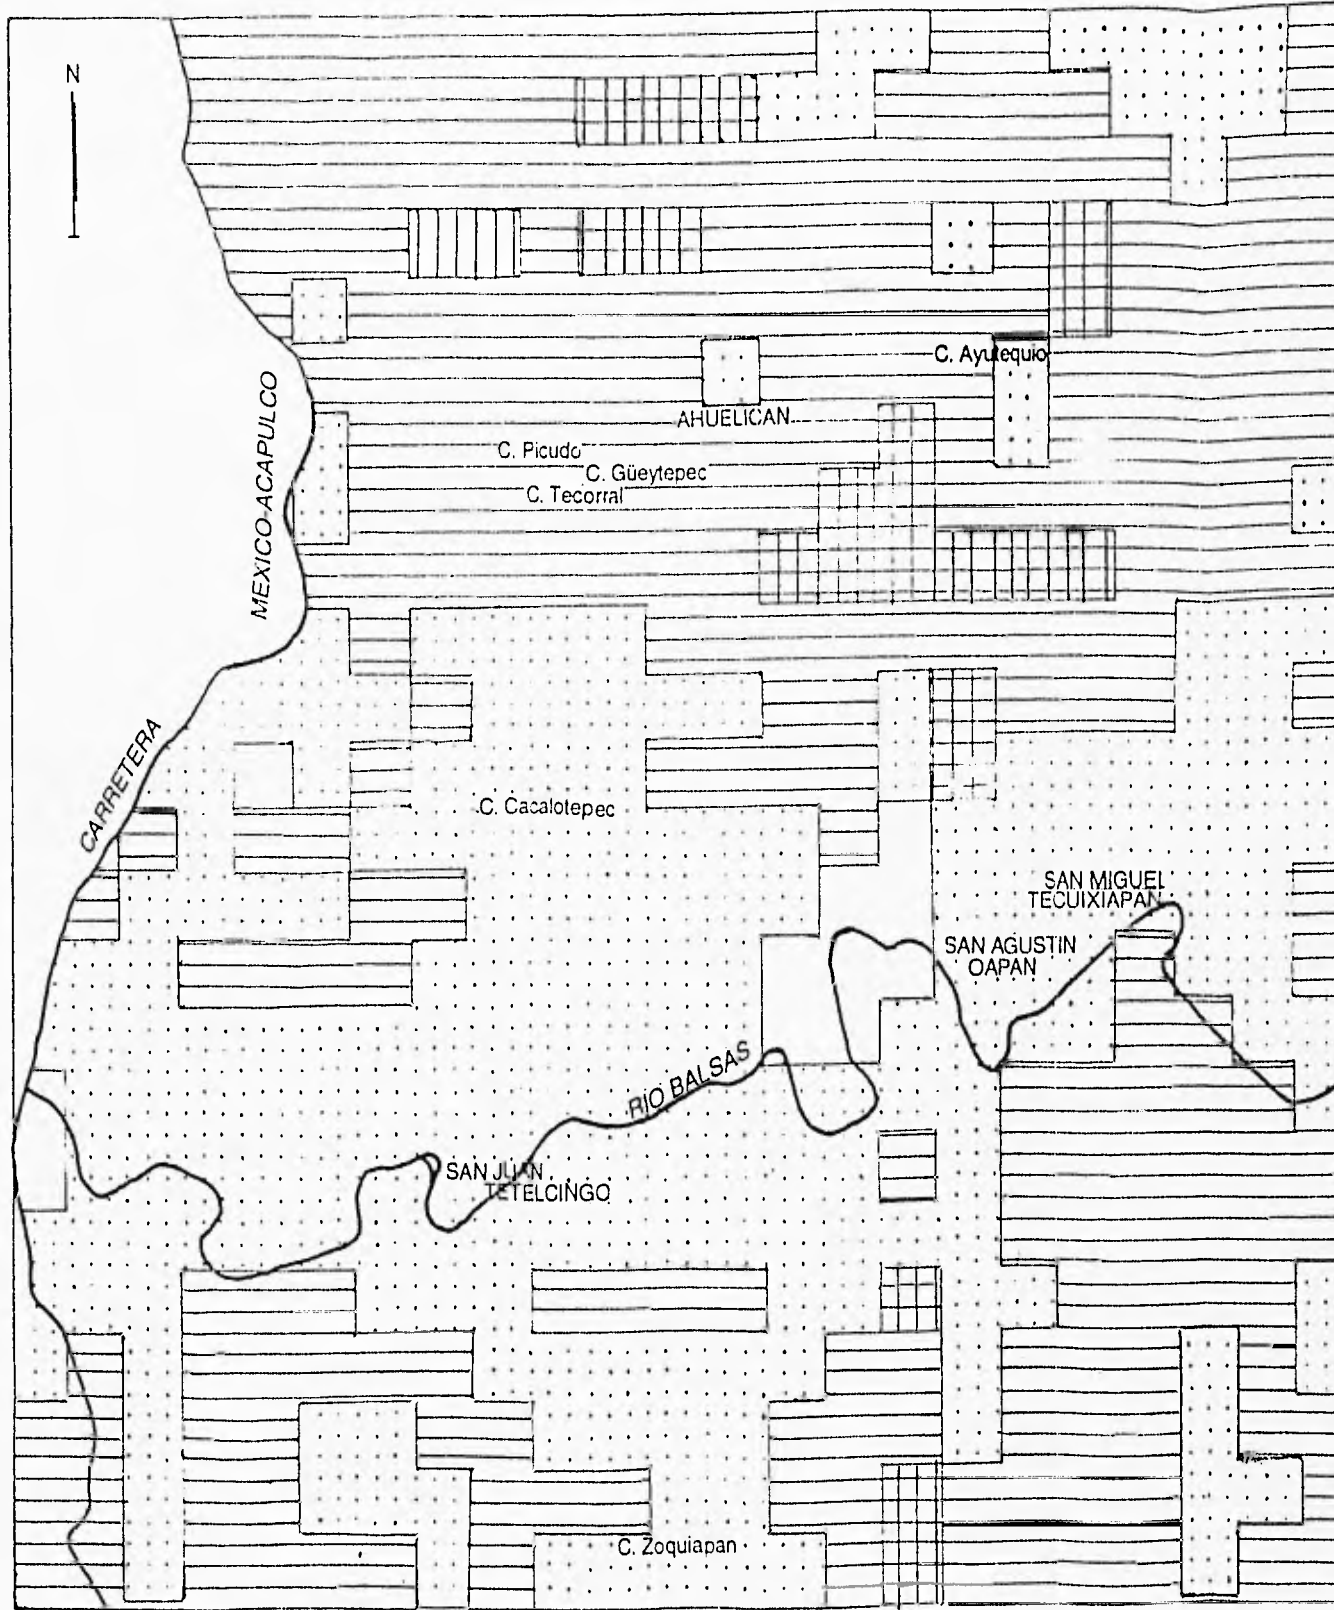 N
C. Ayutequio
AHUELICAN
C. Picudo
C. Güeytepec
C. Tecorral
MEXICO-ACAPULCO
CARRETERA
C. Cacalotepec
SAN MIGUEL
TECUIXIAPAN
SAN AGUSTIN
OAPAN
RIO BALSAS
SAN JUAN
TETELCINGO
C. Zoquiapan